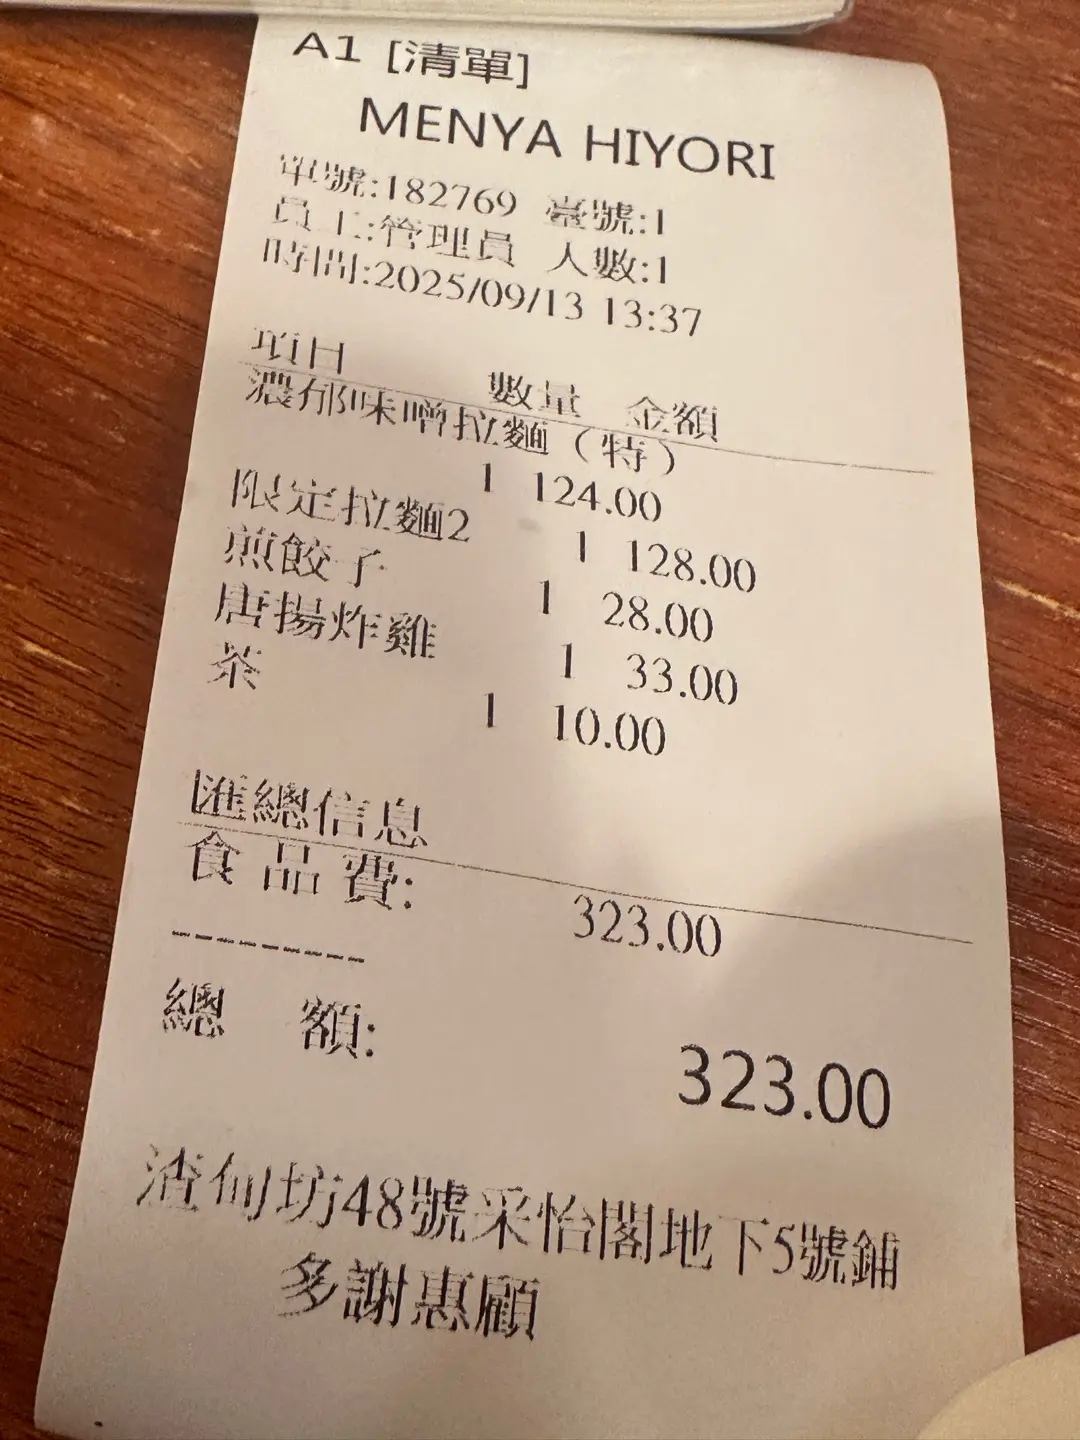 A1 [清單]
MENYA HIYORI
單號:182769 臺號:1
員工:管理員 人數:1
時間:2025/09/13 13:37
項目 數量 金額
濃郁味噌拉麵（特）
1 124.00
限定拉麵2 1 128.00
煎餃子 1 28.00
唐揚炸雞 1 33.00
茶 1 10.00
匯總信息
食品費: 323.00
-------
總 額: 323.00
渣甸坊48號采怡閣地下5號鋪
多謝惠顧